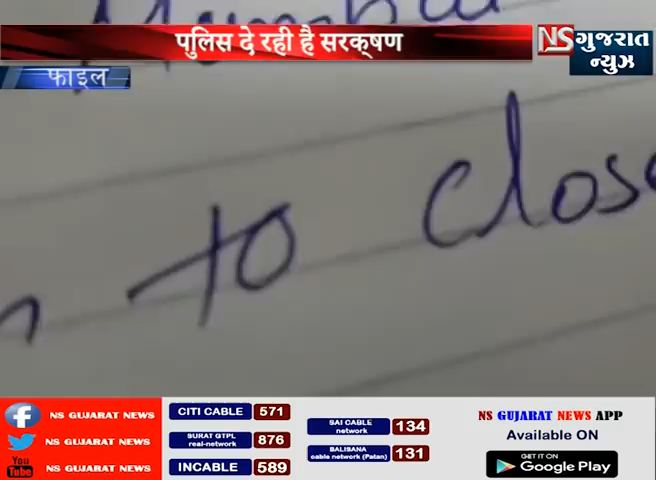 पुलिस दे रही है सरक्षण
NS ગુજરાત
ન્યુઝ
फाइल
to close
NS GUJARAT NEWS
NS GUJARAT NEWS
You Tube NS GUJARAT NEWS
CITI CABLE 571
SURAT GTPL real-network 876
INCABLE 589
SAI CABLE network 134
BALISANA cable network (Patan) 131
NS GUJARAT NEWS APP
Available ON
GET IT ON
Google Play